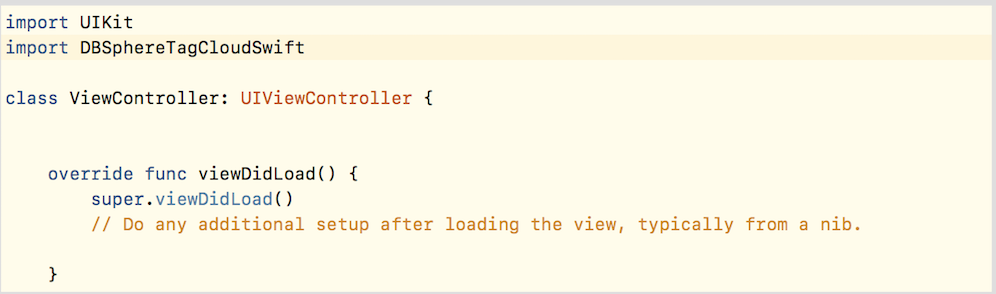 import UIKit
import DBSphereTagCloudSwift
class ViewController: UIViewController {
override func viewDidLoad() {
super.viewDidLoad()
// Do any additional setup after loading the view, typically from a nib.
}